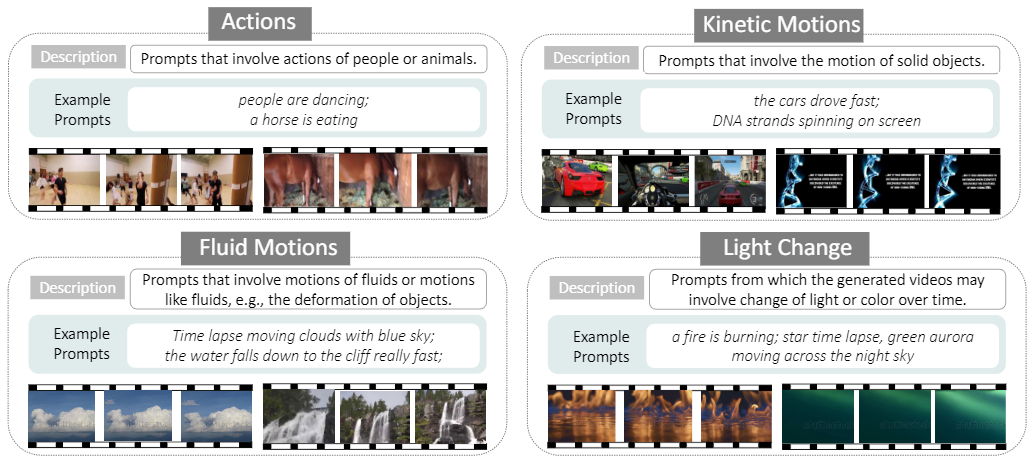 Actions
Description
Prompts that involve actions of people or animals.
Example
Prompts
people are dancing;
a horse is eating
Kinetic Motions
Description
Prompts that involve the motion of solid objects.
Example
Prompts
the cars drove fast;
DNA strands spinning on screen
Fluid Motions
Description
Prompts that involve motions of fluids or motions
like fluids, e.g., the deformation of objects.
Example
Prompts
Time lapse moving clouds with blue sky;
the water falls down to the cliff really fast;
Light Change
Description
Prompts from which the generated videos may
involve change of light or color over time.
Example
Prompts
a fire is burning; star time lapse, green aurora
moving across the night sky